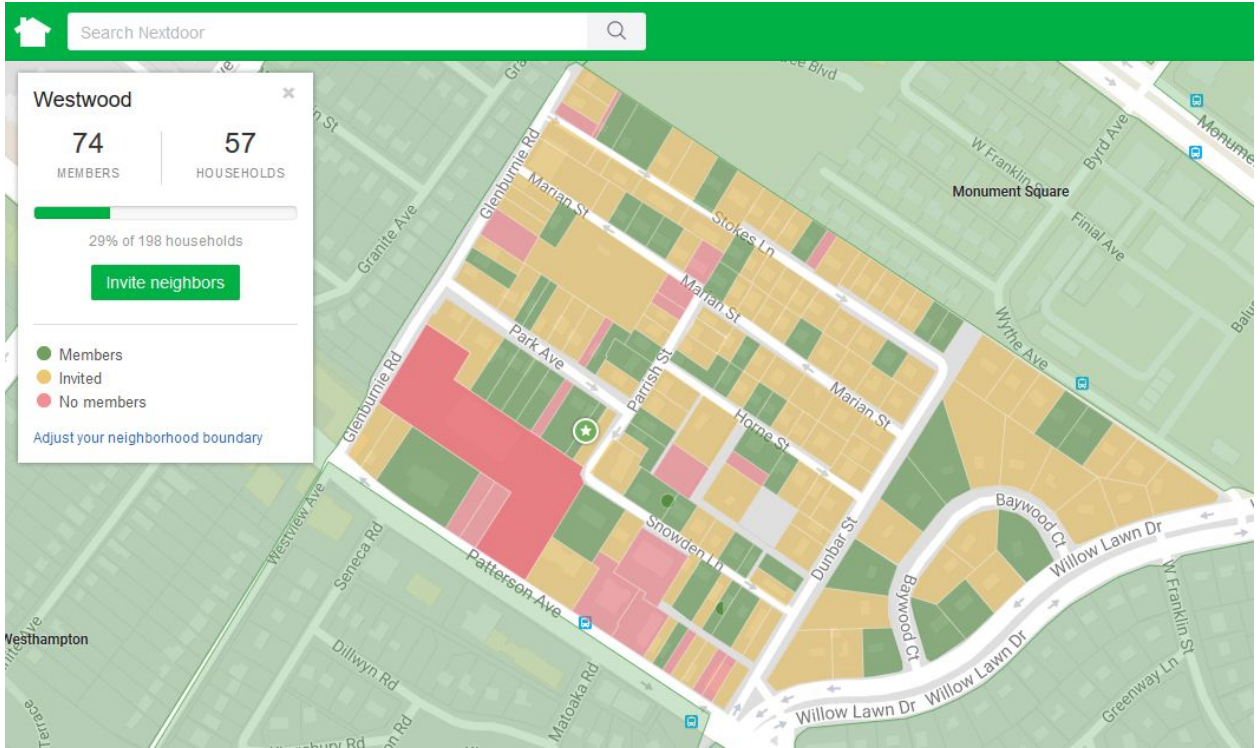 Search Nextdoor
Westwood
74
MEMBERS
57
HOUSEHOLDS
29% of 198 households
Invite neighbors
Members
Invited
No members
Adjust your neighborhood boundary
Monument Square
W Franklin
Byrd Ave
Finial Ave
Wythe Ave
Granite Ave
Glenburnie Rd
Marian St
Stokes Ln
Marian St
Marian St
Park Ave
Parrish St
Horne St
Glenburnie Rd
Snowden Ln
Dunbar St
Patterson Ave
Baywood Ct
Baywood Ct
Willow Lawn Dr
Willow Lawn Dr
Willow Lawn Dr
W Franklin St
Greenway Ln
Westview Ave
Seneca Rd
Dillwyn Rd
Matoaka Rd
Westhampton
Terrace